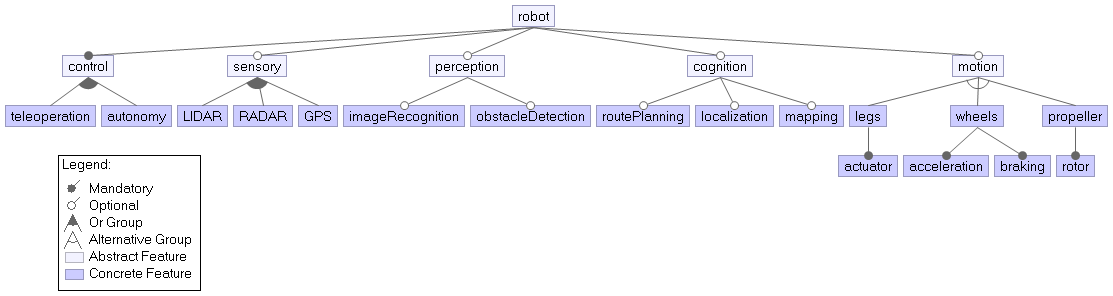 robot
control sensory perception cognition motion
teleoperation autonomy LIDAR RADAR GPS imageRecognition obstacleDetection routePlanning localization mapping legs wheels propeller
actuator acceleration braking rotor
Legend:
Mandatory
Optional
Or Group
Alternative Group
Abstract Feature
Concrete Feature